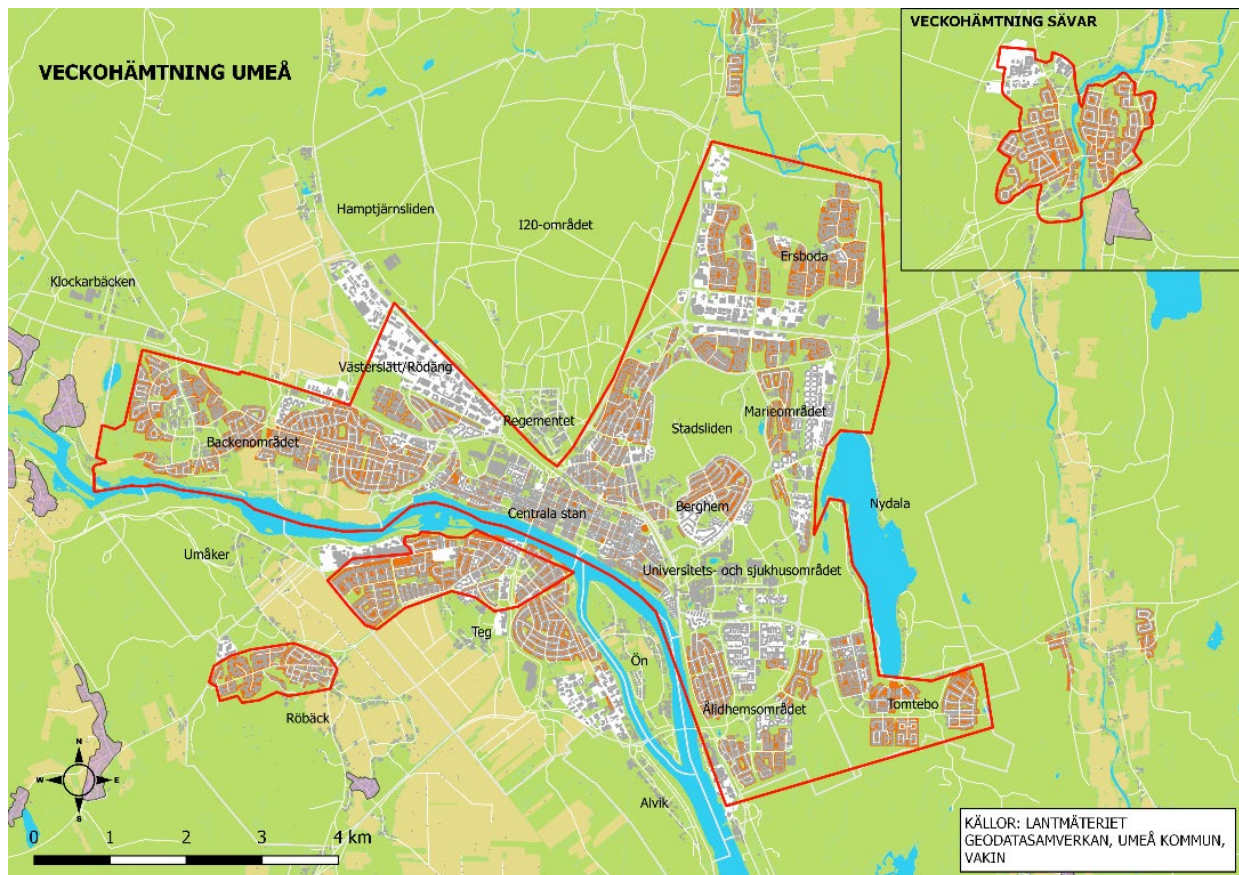 VECKOHÄMTNING UMEÅ
VECKOHÄMTNING SÄVAR
Hamptjärnsliden
I20-området
Ersboda
Klockarbäcken
Västerslätt/Rödäng
Regementet
Marieområdet
Stadsliden
Backenområdet
Berghem
Nydala
Centrala stan
Umåker
Universitets- och sjukhusområdet
Teg
Ön
Röbäck
Ålidhemsområdet
Tomtebo
Alvik
N
W
E
S
0 1 2 3 4 km
KÄLLOR: LANTMÄTERIET
GEODATASAMVERKAN, UMEÅ KOMMUN,
VAKIN